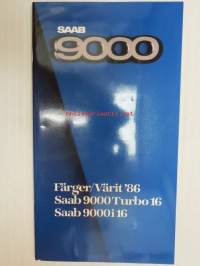 SAAB
9000
Färger/Värit '86
Saab 9000 Turbo 16
Saab 9000i 16